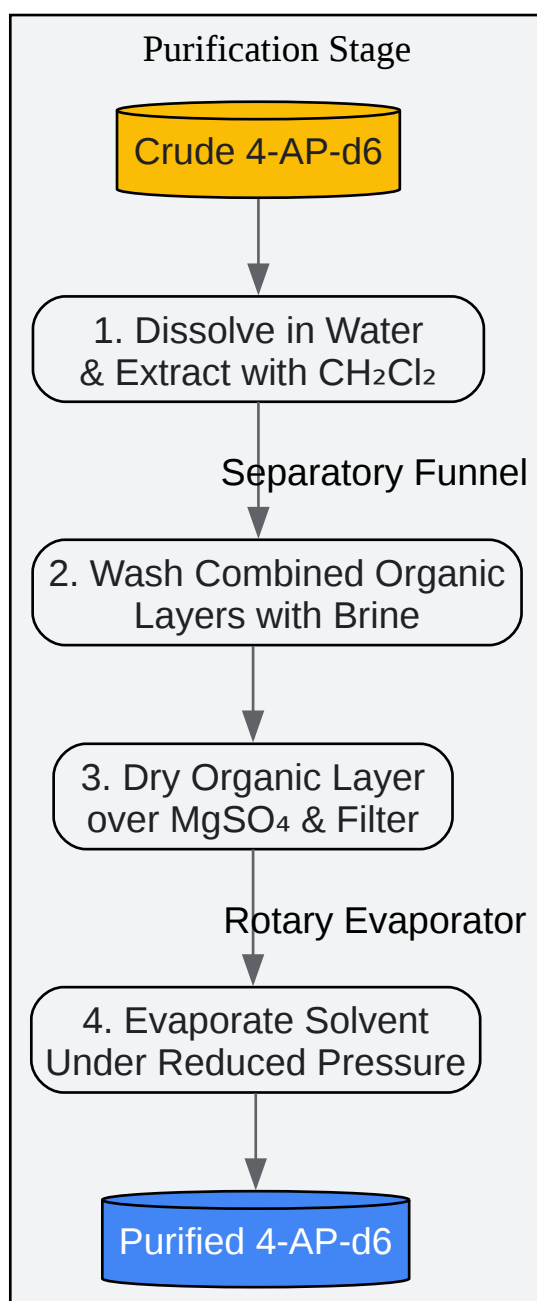 Purification Stage
Crude 4-AP-d6
1. Dissolve in Water
& Extract with CH₂Cl₂
Separatory Funnel
2. Wash Combined Organic
Layers with Brine
3. Dry Organic Layer
over MgSO₄ & Filter
Rotary Evaporator
4. Evaporate Solvent
Under Reduced Pressure
Purified 4-AP-d6